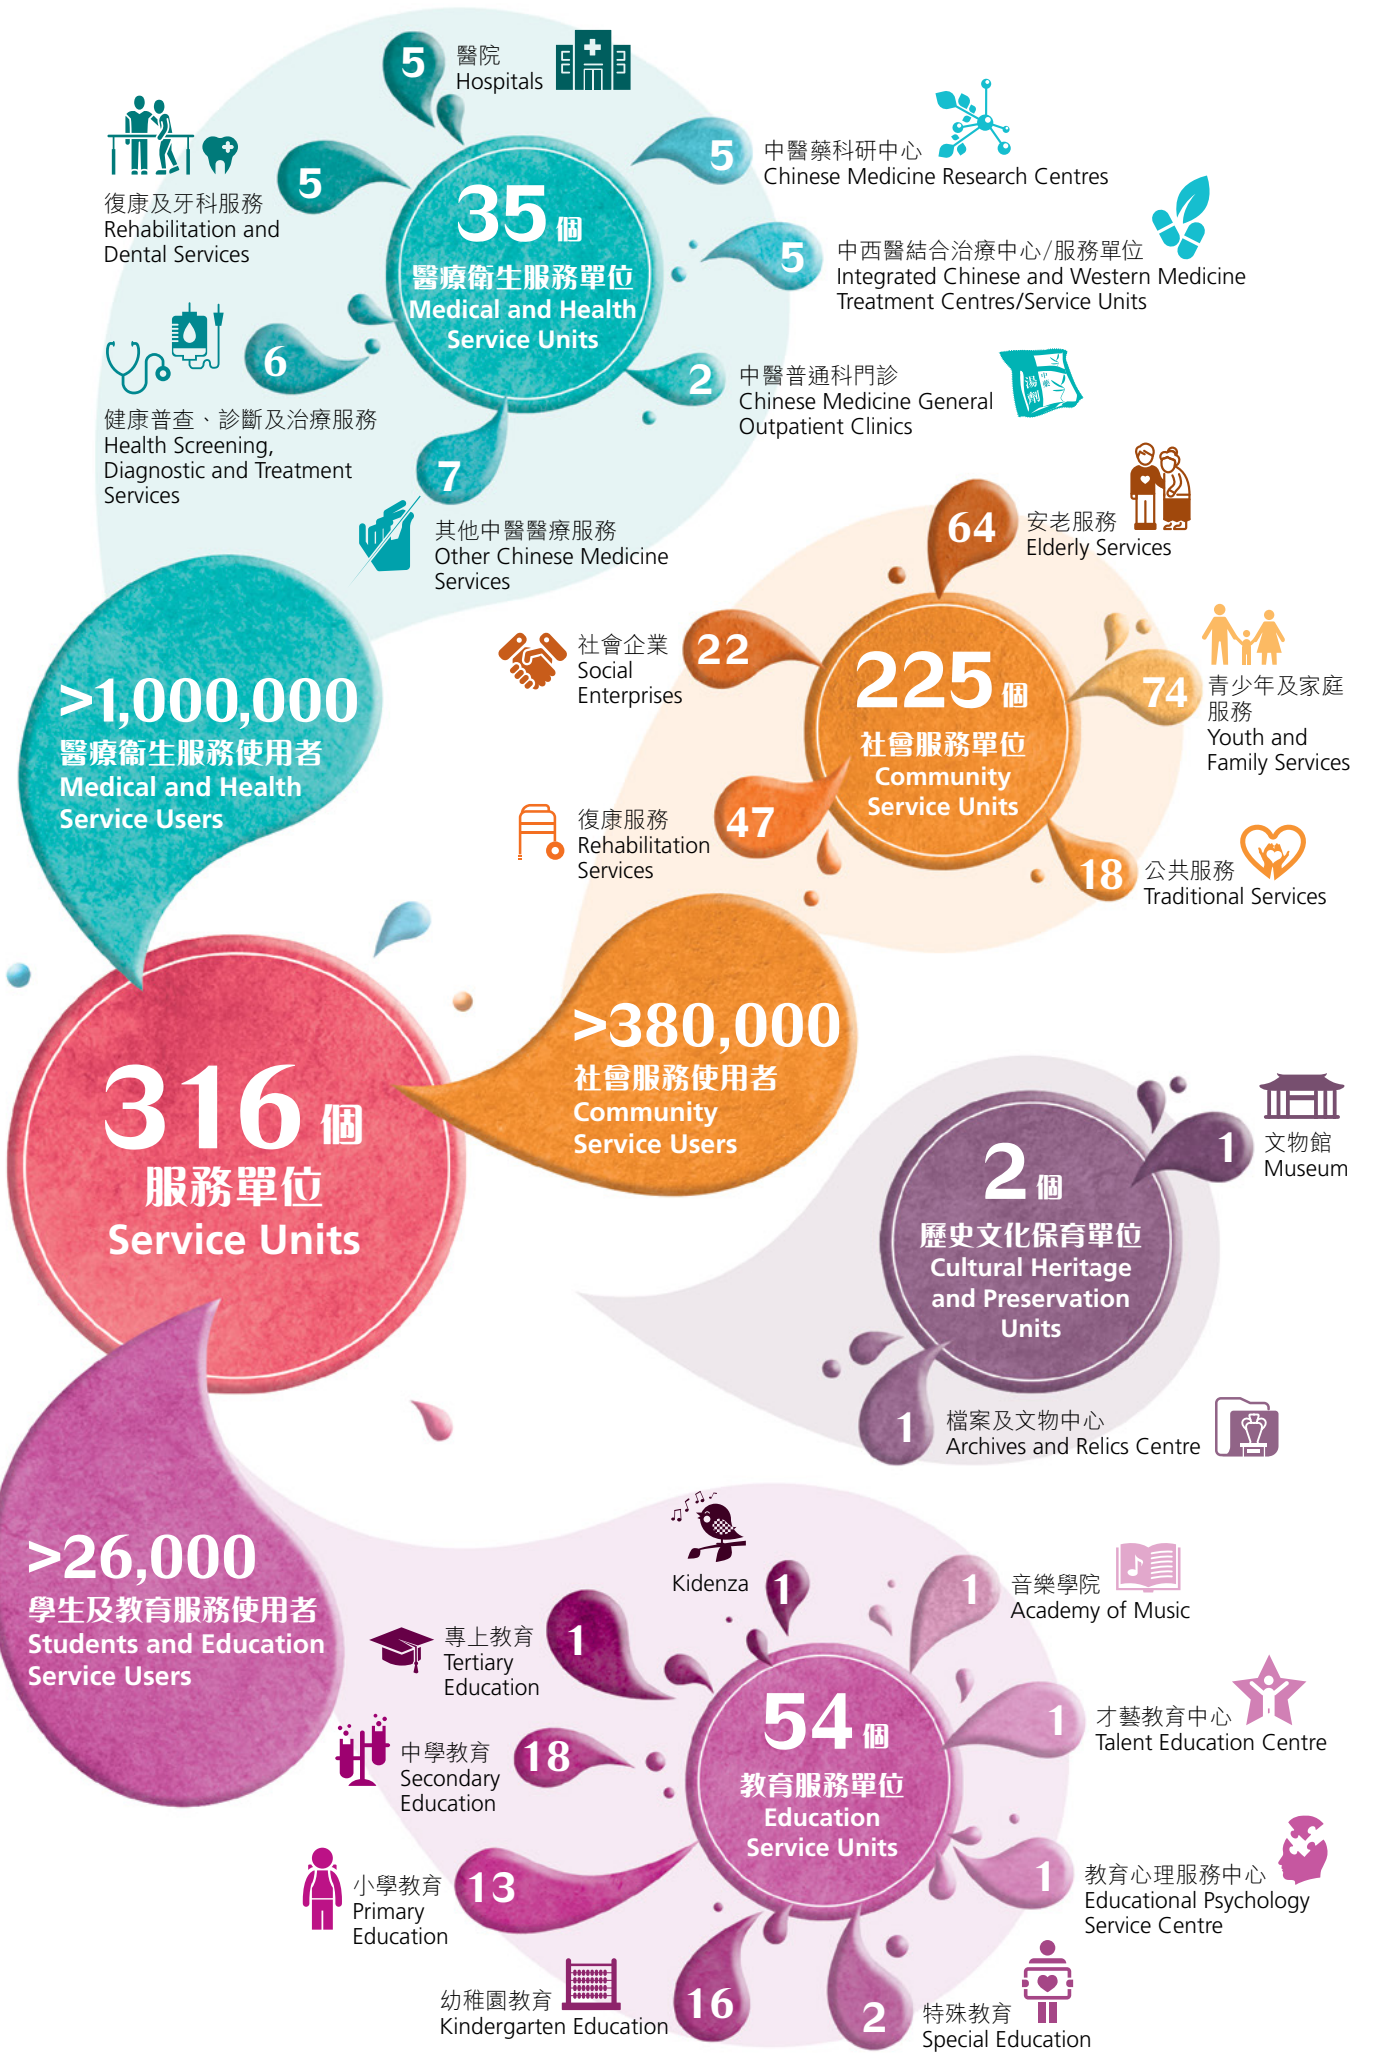 5
醫院
Hospitals
5
中醫藥科研中心
Chinese Medicine Research Centres
5
復康及牙科服務
Rehabilitation and
Dental Services
35個
醫療衞生服務單位
Medical and Health
Service Units
5
中西醫結合治療中心/服務單位
Integrated Chinese and Western Medicine
Treatment Centres/Service Units
6
健康普查、診斷及治療服務
Health Screening,
Diagnostic and Treatment
Services
2
中醫普通科門診
Chinese Medicine General
Outpatient Clinics
湯劑
中藥
7
其他中醫醫療服務
Other Chinese Medicine
Services
>1,000,000
醫療衞生服務使用者
Medical and Health
Service Users
64
安老服務
Elderly Services
22
社會企業
Social
Enterprises
225個
社會服務單位
Community
Service Units
74
青少年及家庭
服務
Youth and
Family Services
47
復康服務
Rehabilitation
Services
18
公共服務
Traditional Services
>380,000
社會服務使用者
Community
Service Users
316個
服務單位
Service Units
2個
歷史文化保育單位
Cultural Heritage
and Preservation
Units
1
文物館
Museum
1
檔案及文物中心
Archives and Relics Centre
>26,000
學生及教育服務使用者
Students and Education
Service Users
Kidenza
1
1
音樂學院
Academy of Music
1
專上教育
Tertiary
Education
54個
教育服務單位
Education
Service Units
1
才藝教育中心
Talent Education Centre
18
中學教育
Secondary
Education
1
教育心理服務中心
Educational Psychology
Service Centre
13
小學教育
Primary
Education
16
幼稚園教育
Kindergarten Education
2
特殊教育
Special Education